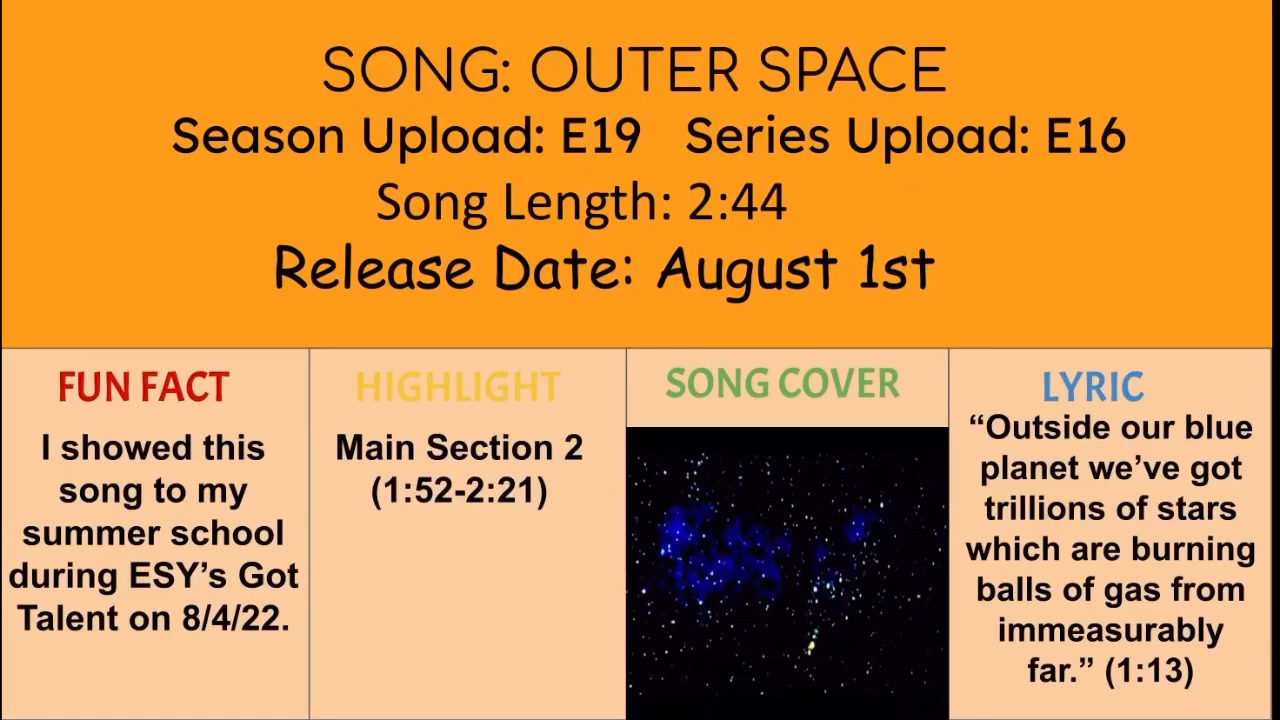 SONG: OUTER SPACE
Season Upload: E19 Series Upload: E16
Song Length: 2:44
Release Date: August 1st
FUN FACT
I showed this
song to my
summer school
during ESY’s Got
Talent on 8/4/22.
HIGHLIGHT
Main Section 2
(1:52-2:21)
SONG COVER
LYRIC
“Outside our blue
planet we’ve got
trillions of stars
which are burning
balls of gas from
immeasurably
far.” (1:13)